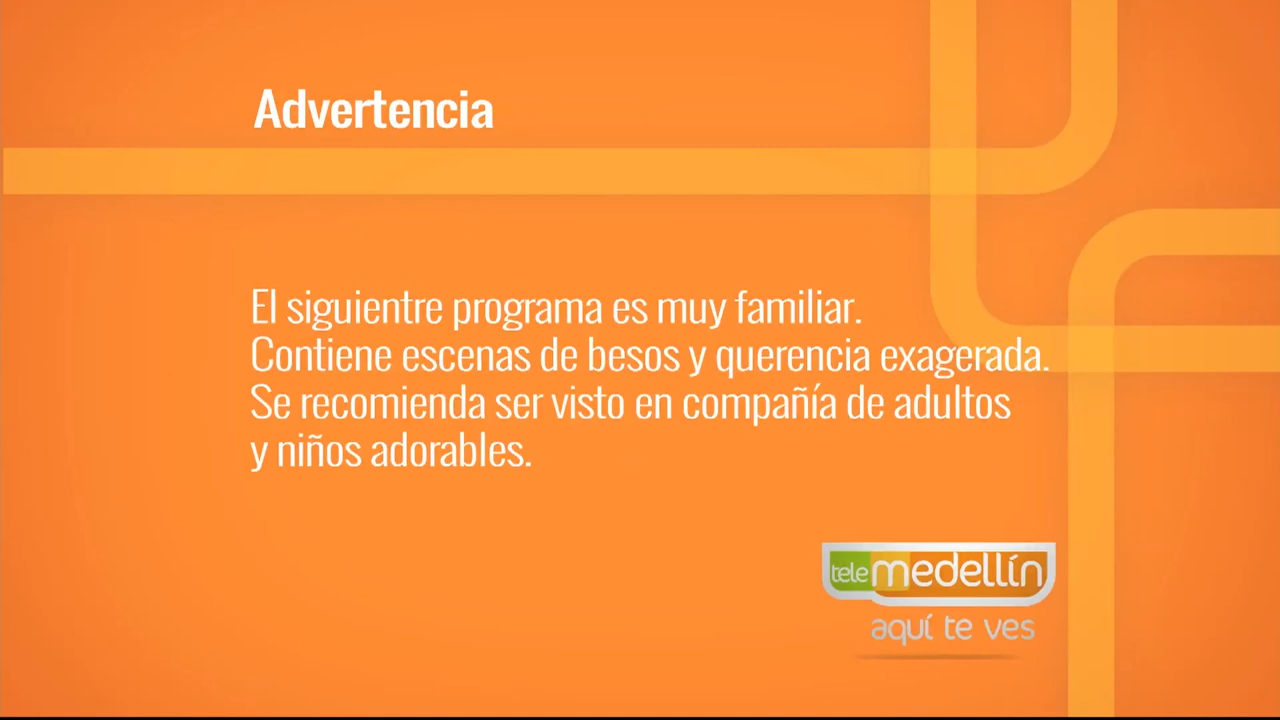 Advertencia
El siguientre programa es muy familiar.
Contiene escenas de besos y querencia exagerada.
Se recomienda ser visto en compañía de adultos
y niños adorables.
telemedellín
aquí te ves